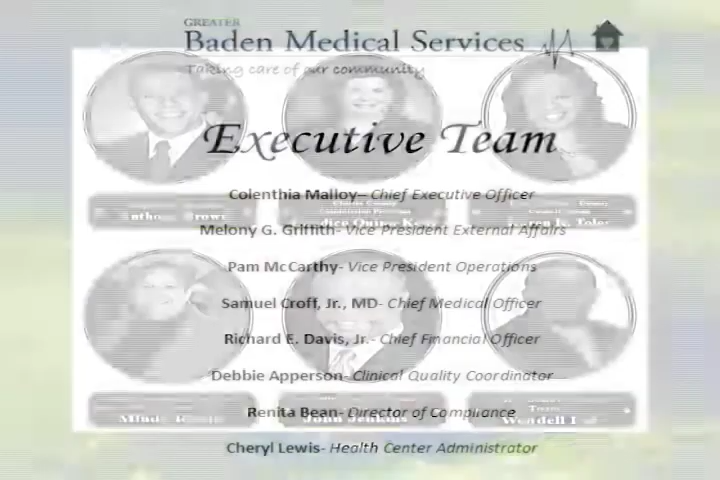 GREATER
Baden Medical Services
Taking care of our community
Executive Team
Colenthia Malloy– Chief Executive Officer
Melony G. Griffith- Vice President External Affairs
Pam McCarthy- Vice President Operations
Samuel Croff, Jr., MD- Chief Medical Officer
Richard E. Davis, Jr.- Chief Financial Officer
Debbie Apperson- Clinical Quality Coordinator
Renita Bean- Director of Compliance
John Jenkins
Cheryl Lewis- Health Center Administrator